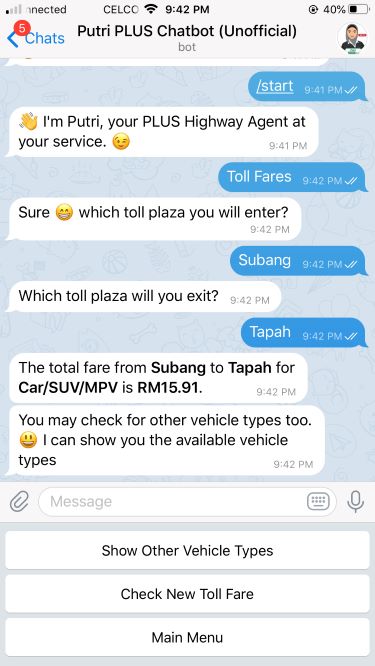 nnected CELCO 9:42 PM 40%
5
Chats
Putri PLUS Chatbot (Unofficial)
bot
/start 9:41 PM
👋 I'm Putri, your PLUS Highway Agent at
your service. 😉 9:41 PM
Toll Fares 9:42 PM
Sure 😁 which toll plaza you will enter?
9:42 PM
Subang 9:42 PM
Which toll plaza will you exit? 9:42 PM
Tapah 9:42 PM
The total fare from Subang to Tapah for
Car/SUV/MPV is RM15.91. 9:42 PM
You may check for other vehicle types too.
😃 I can show you the available vehicle
types 9:42 PM
Message
Show Other Vehicle Types
Check New Toll Fare
Main Menu